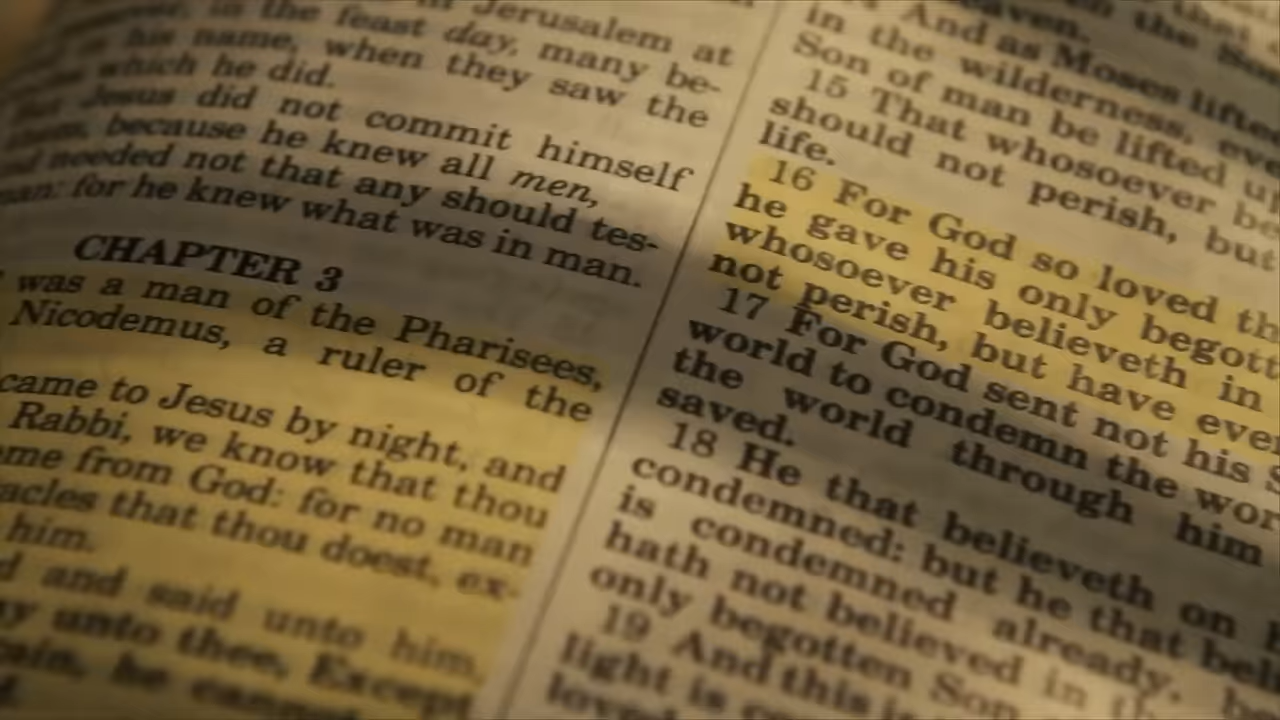 in Jerusalem at
in the feast day, many be-
his name, when they saw the
which he did.
Jesus did not commit himself
because he knew all men,
needed not that any should tes-
man: for he knew what was in man.
CHAPTER 3
was a man of the Pharisees,
Nicodemus, a ruler of the
came to Jesus by night, and
Rabbi, we know that thou
from God: for no man
that thou doest, ex-
him.
and said unto him,
unto thee, Except
he cannot
And as Moses lifted
in the wilderness,
Son of man be lifted
15 That whosoever
should not perish, but
life.
16 For God so loved
he gave his only
whosoever believeth in
not perish, but have
17 For God sent not his
world to condemn the
the world through him
saved.
18 He that believeth on
condemned: but he that
is condemned already,
hath not believed in
only begotten Son
19 And this is
light is